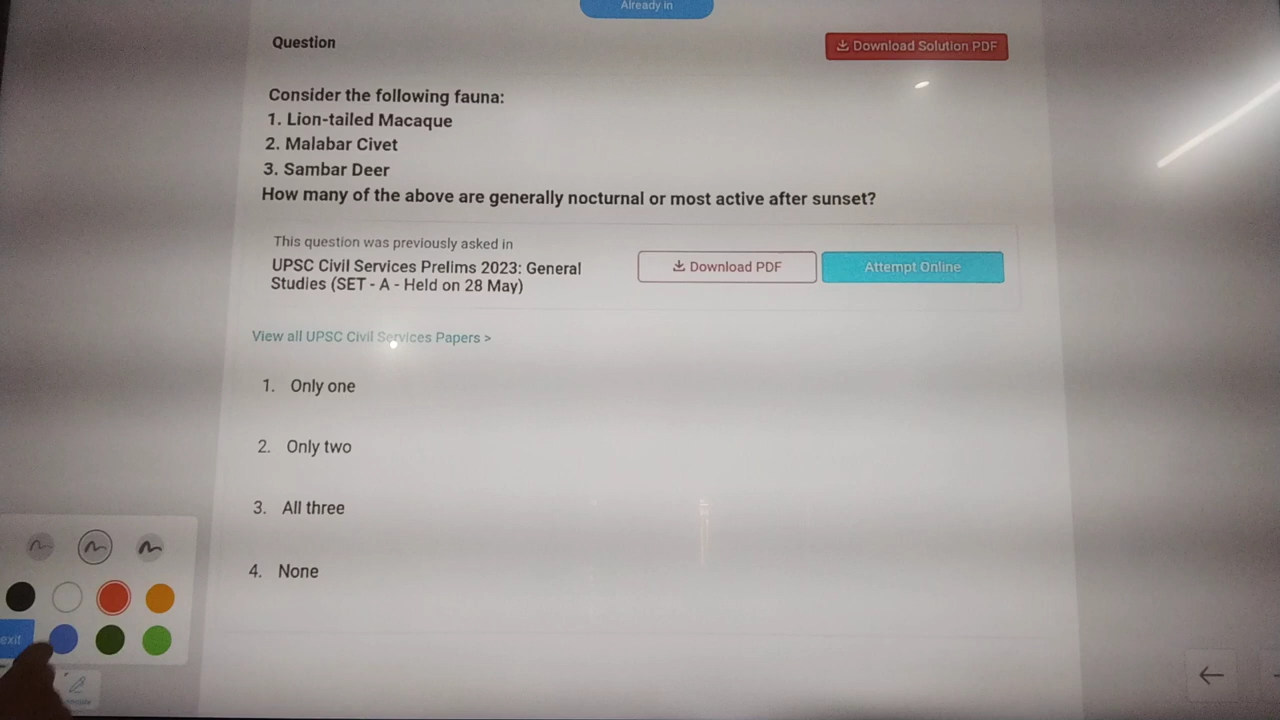 Already in
Question
Download Solution PDF
Consider the following fauna:
1. Lion-tailed Macaque
2. Malabar Civet
3. Sambar Deer
How many of the above are generally nocturnal or most active after sunset?
This question was previously asked in
UPSC Civil Services Prelims 2023: General
Studies (SET - A - Held on 28 May)
Download PDF
Attempt Online
View all UPSC Civil Services Papers >
1. Only one
2. Only two
3. All three
4. None
exit